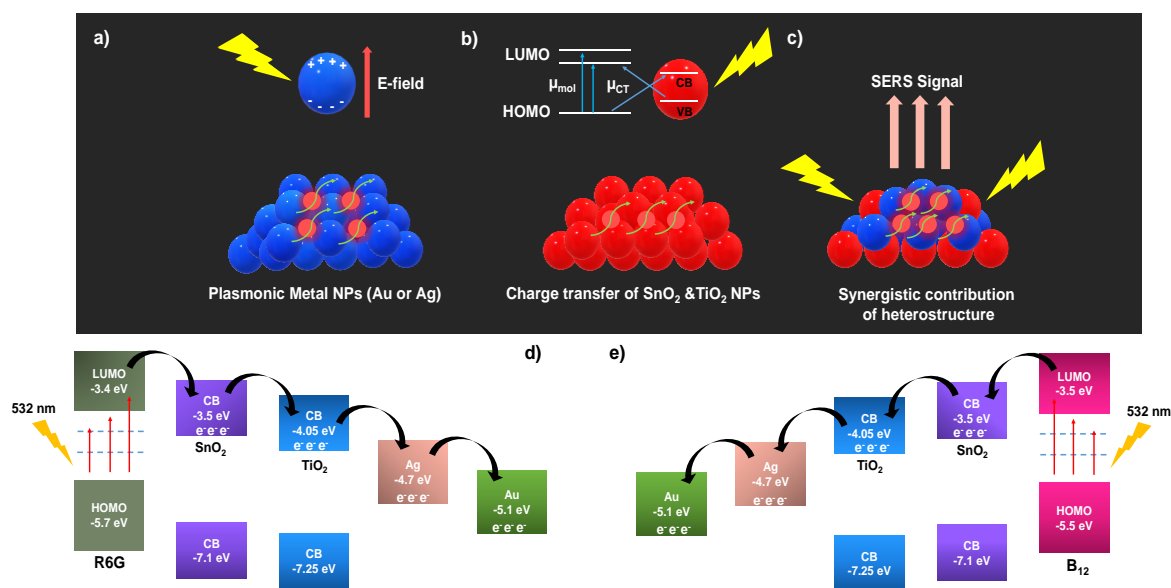 a)
E-field
+ + + +
- - - -
Plasmonic Metal NPs (Au or Ag)
b)
LUMO
HOMO
μmol
μCT
CB
VB
Charge transfer of SnO₂ &TiO₂ NPs
c)
SERS Signal
Synergistic contribution
of heterostructure
d)
532 nm
LUMO
-3.4 eV
HOMO
-5.7 eV
R6G
CB
-3.5 eV
e⁻e⁻e⁻
SnO₂
CB
-7.1 eV
CB
-4.05 eV
e⁻e⁻e⁻
TiO₂
CB
-7.25 eV
Ag
-4.7 eV
e⁻e⁻e⁻
Au
-5.1 eV
e⁻e⁻e⁻
e)
Au
-5.1 eV
e⁻e⁻e⁻
Ag
-4.7 eV
e⁻e⁻e⁻
CB
-4.05 eV
e⁻e⁻e⁻
TiO₂
CB
-7.25 eV
CB
-3.5 eV
e⁻e⁻e⁻
SnO₂
CB
-7.1 eV
LUMO
-3.5 eV
532 nm
HOMO
-5.5 eV
B₁₂